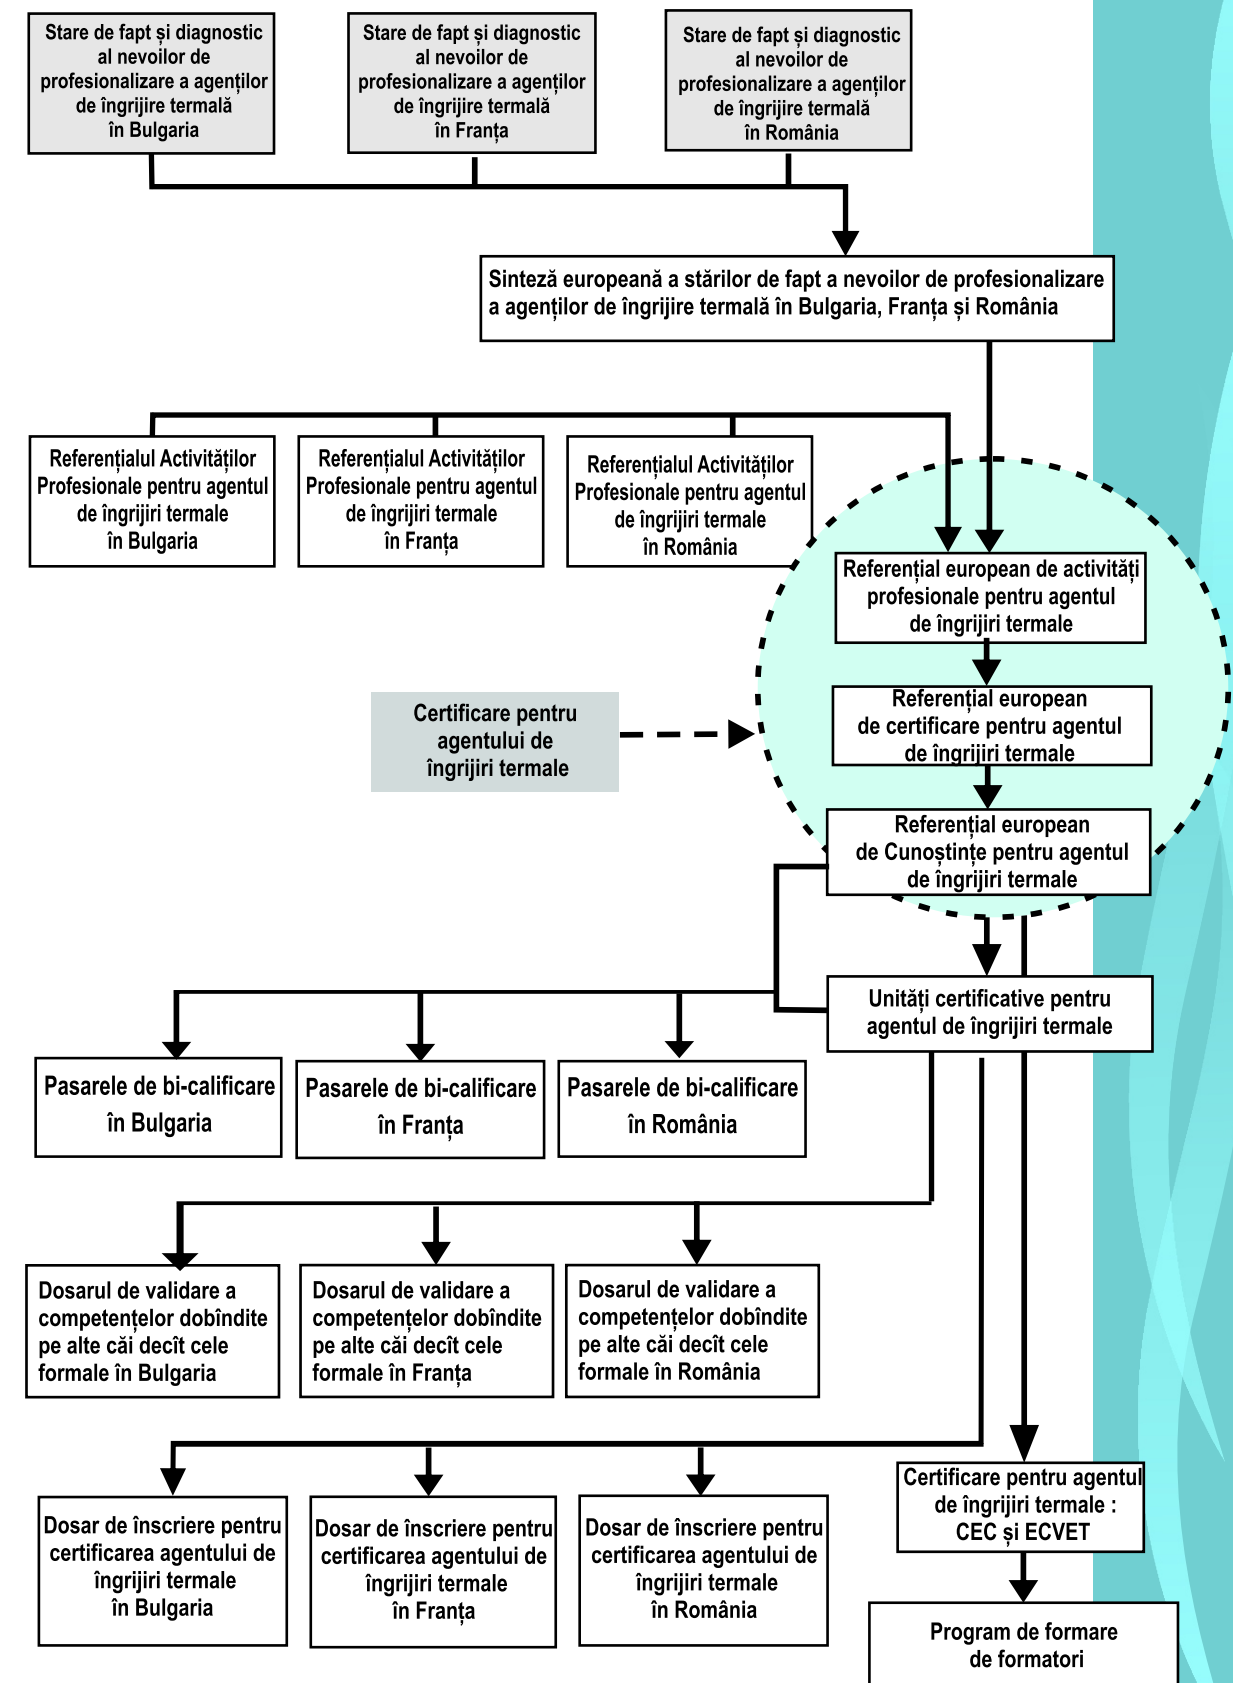 Stare de fapt și diagnostic
al nevoilor de
profesionalizare a agenților
de îngrijire termală
în Bulgaria
Stare de fapt și diagnostic
al nevoilor de
profesionalizare a agenților
de îngrijire termală
în Franța
Stare de fapt și diagnostic
al nevoilor de
profesionalizare a agenților
de îngrijire termală
în România
Sinteză europeană a stărilor de fapt a nevoilor de profesionalizare
a agenților de îngrijire termală în Bulgaria, Franța și România
Referențialul Activităților
Profesionale pentru agentul
de îngrijiri termale
în Bulgaria
Referențialul Activităților
Profesionale pentru agentul
de îngrijiri termale
în Franța
Referențialul Activităților
Profesionale pentru agentul
de îngrijiri termale
în România
Referențial european de activități
profesionale pentru agentul
de îngrijiri termale
Certificare pentru
agentului de
îngrijiri termale
Referențial european
de certificare pentru agentul
de îngrijiri termale
Referențial european
de Cunoștințe pentru agentul
de îngrijiri termale
Unități certificative pentru
agentul de îngrijiri termale
Pasarele de bi-calificare
în Bulgaria
Pasarele de bi-calificare
în Franța
Pasarele de bi-calificare
în România
Dosarul de validare a
competențelor dobîndite
pe alte căi decît cele
formale în Bulgaria
Dosarul de validare a
competențelor dobîndite
pe alte căi decît cele
formale în Franța
Dosarul de validare a
competențelor dobîndite
pe alte căi decît cele
formale în România
Dosar de înscriere pentru
certificarea agentului de
îngrijiri termale
în Bulgaria
Dosar de înscriere pentru
certificarea agentului de
îngrijiri termale
în Franța
Dosar de înscriere pentru
certificarea agentului de
îngrijiri termale
în România
Certificare pentru agentul
de îngrijiri termale :
CEC și ECVET
Program de formare
de formatori